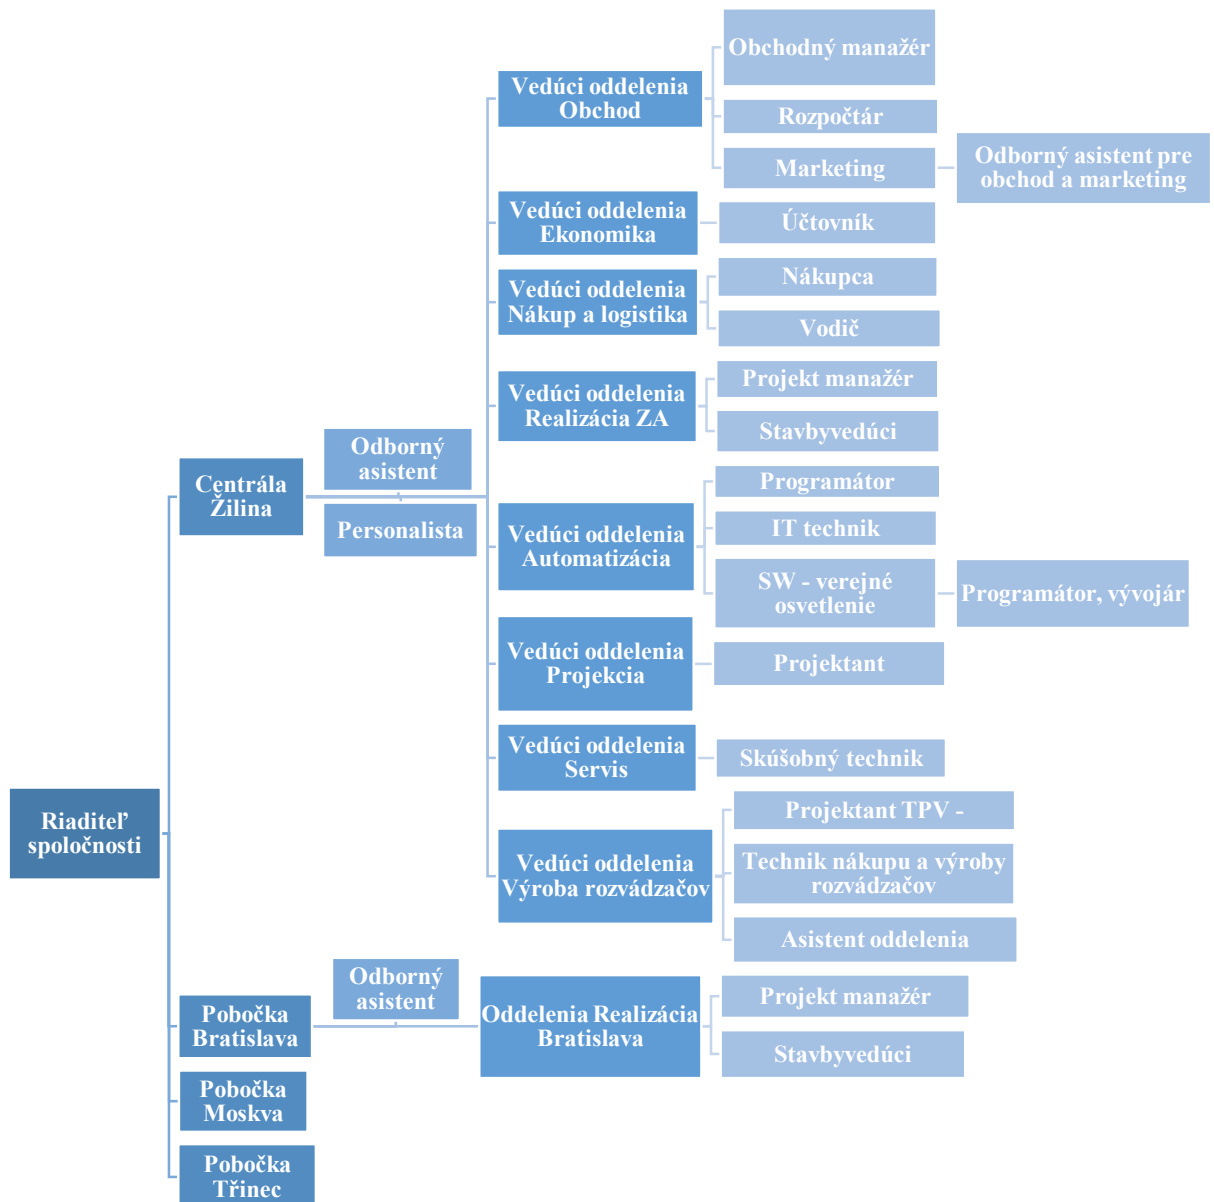 Riaditeľ
spoločnosti
Centrála
Žilina
Odborný
asistent
Personalista
Vedúci oddelenia
Obchod
Obchodný manažér
Rozpočtár
Marketing
Odborný asistent pre
obchod a marketing
Vedúci oddelenia
Ekonomika
Účtovník
Vedúci oddelenia
Nákup a logistika
Nákupca
Vodič
Vedúci oddelenia
Realizácia ZA
Projekt manažér
Stavbyvedúci
Vedúci oddelenia
Automatizácia
Programátor
IT technik
SW - verejné
osvetlenie
Programátor, vývojár
Vedúci oddelenia
Projekcia
Projektant
Vedúci oddelenia
Servis
Skúšobný technik
Vedúci oddelenia
Výroba rozvádzačov
Projektant TPV -
Technik nákupu a výroby
rozvádzačov
Asistent oddelenia
Pobočka
Bratislava
Odborný
asistent
Oddelenia Realizácia
Bratislava
Projekt manažér
Stavbyvedúci
Pobočka
Moskva
Pobočka
Třinec